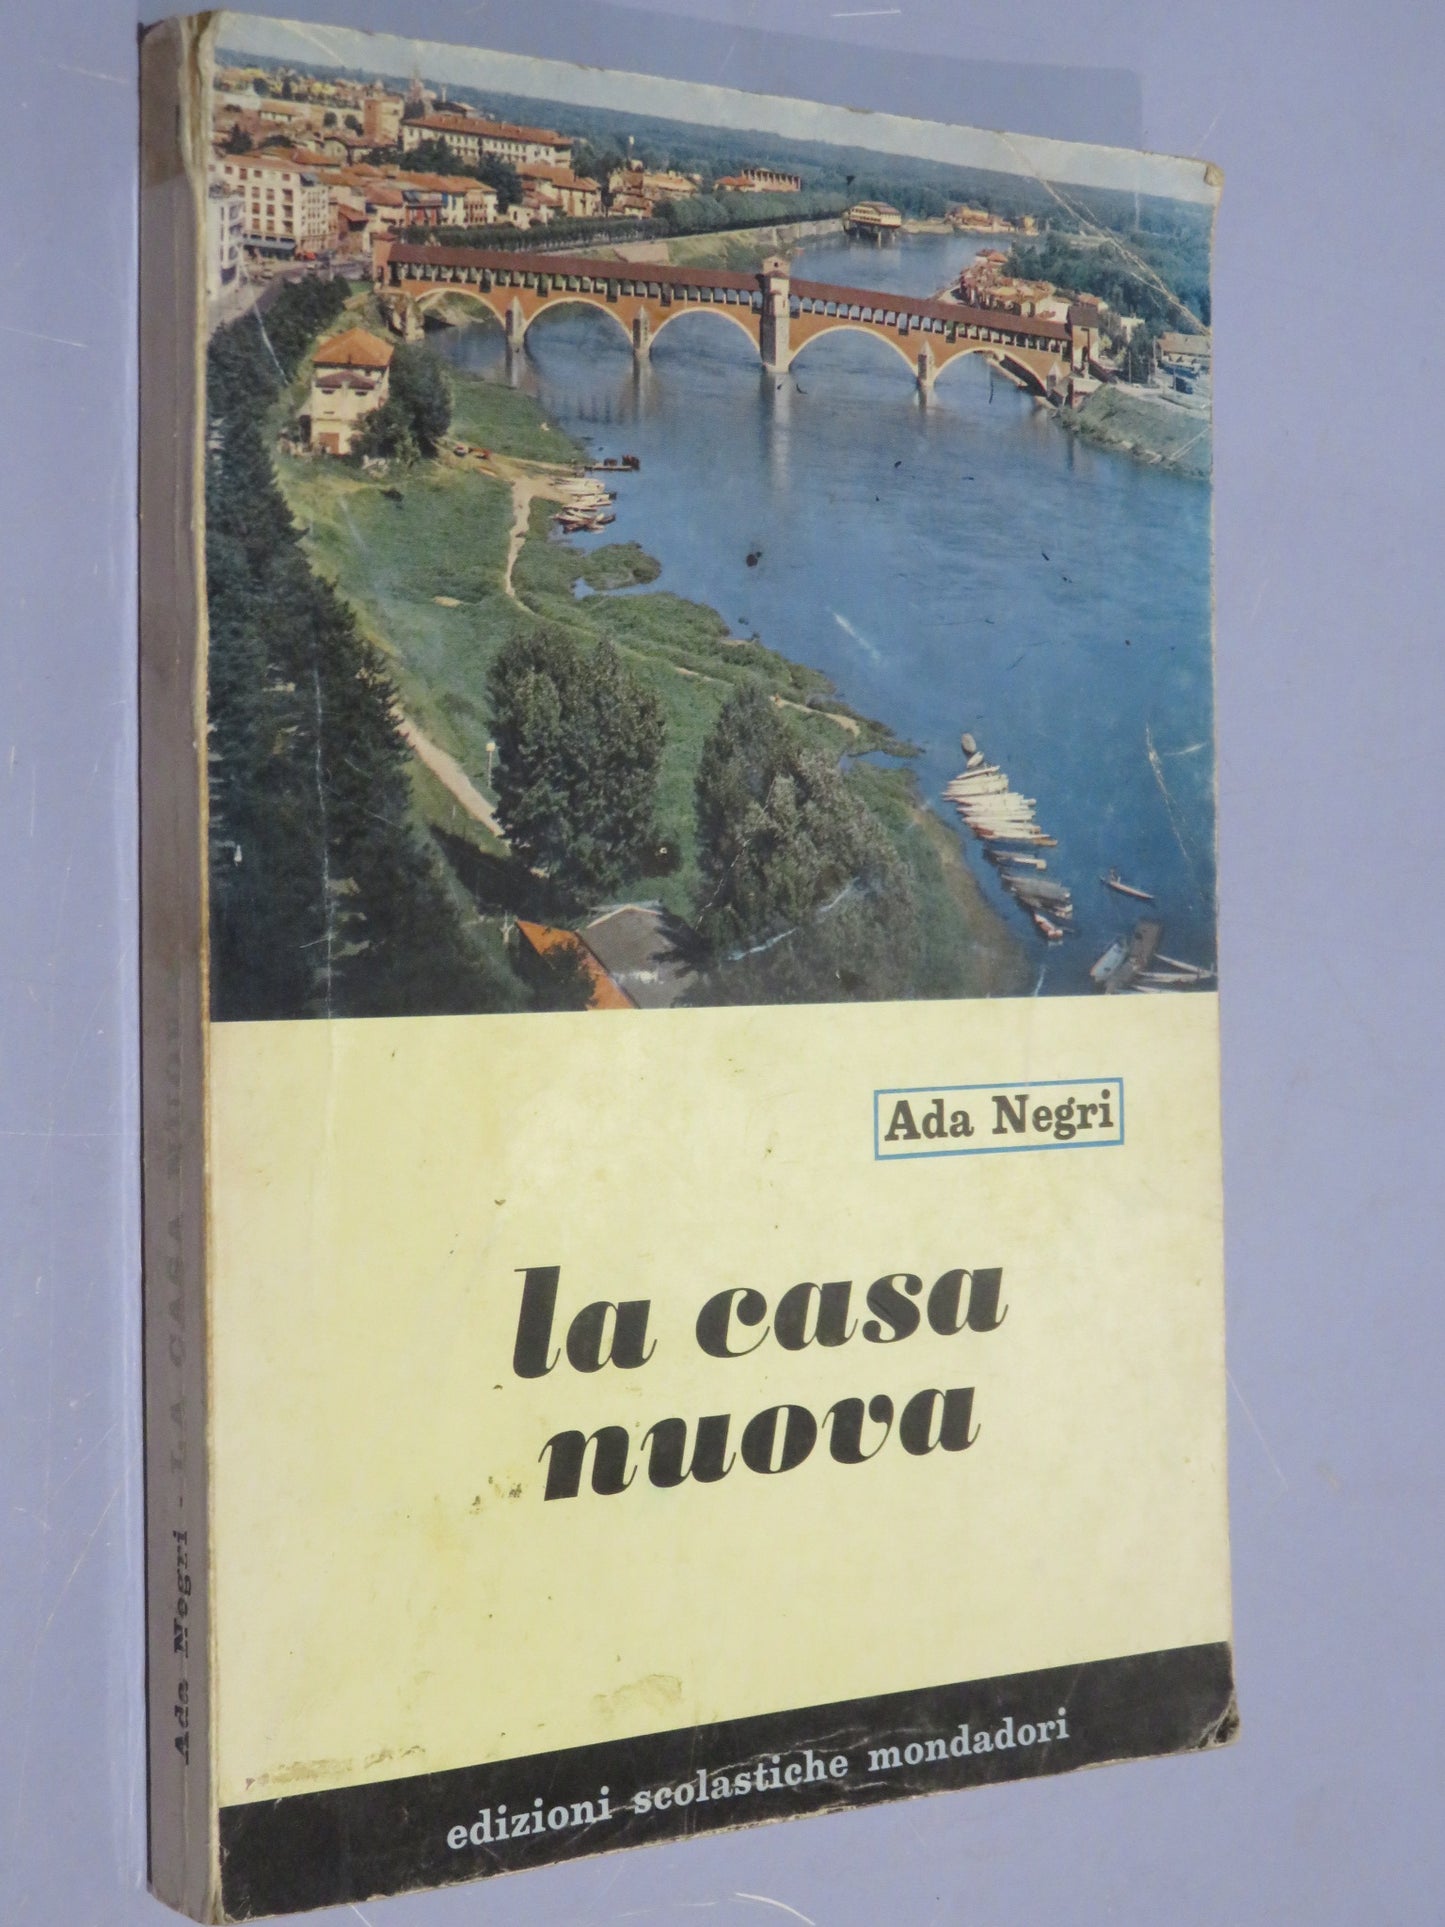 Ada Negri
la casa
nuova
edizioni scolastiche mondadori
Ada Negri - LA CASA NUOVA